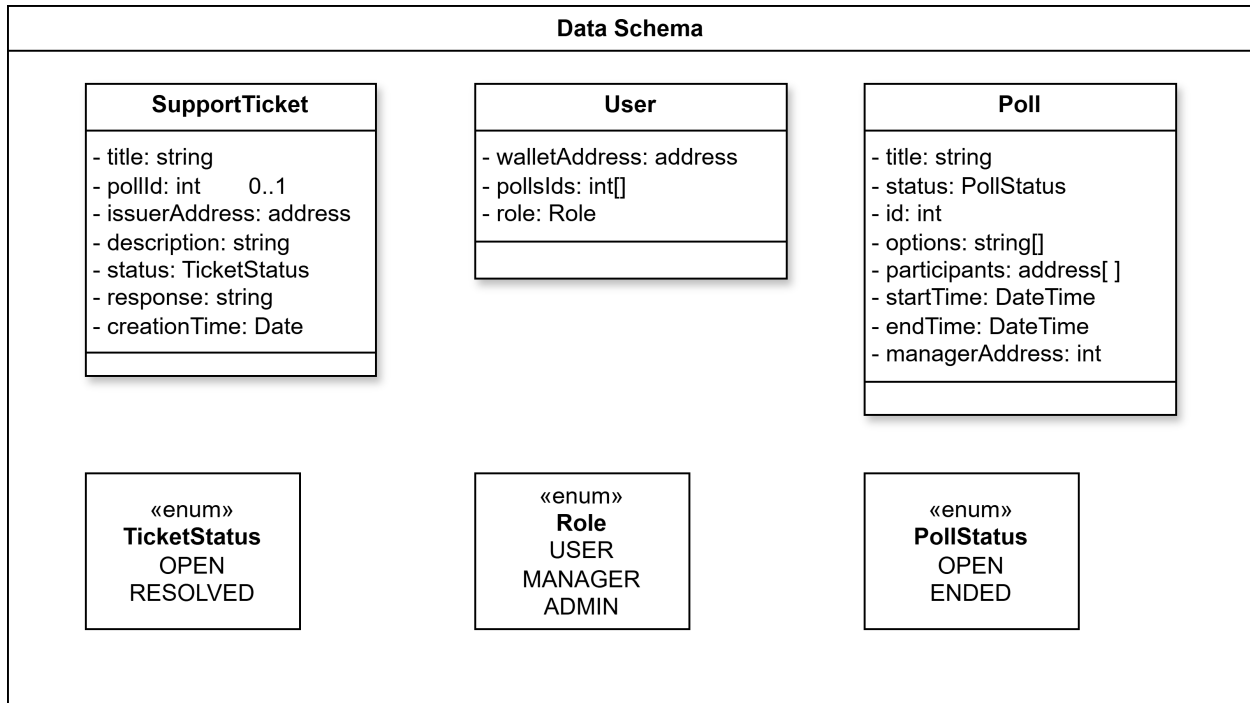 Data Schema
SupportTicket
- title: string
- pollId: int 0..1
- issuerAddress: address
- description: string
- status: TicketStatus
- response: string
- creationTime: Date
User
- walletAddress: address
- pollsIds: int[]
- role: Role
Poll
- title: string
- status: PollStatus
- id: int
- options: string[]
- participants: address[ ]
- startTime: DateTime
- endTime: DateTime
- managerAddress: int
«enum»
TicketStatus
OPEN
RESOLVED
«enum»
Role
USER
MANAGER
ADMIN
«enum»
PollStatus
OPEN
ENDED